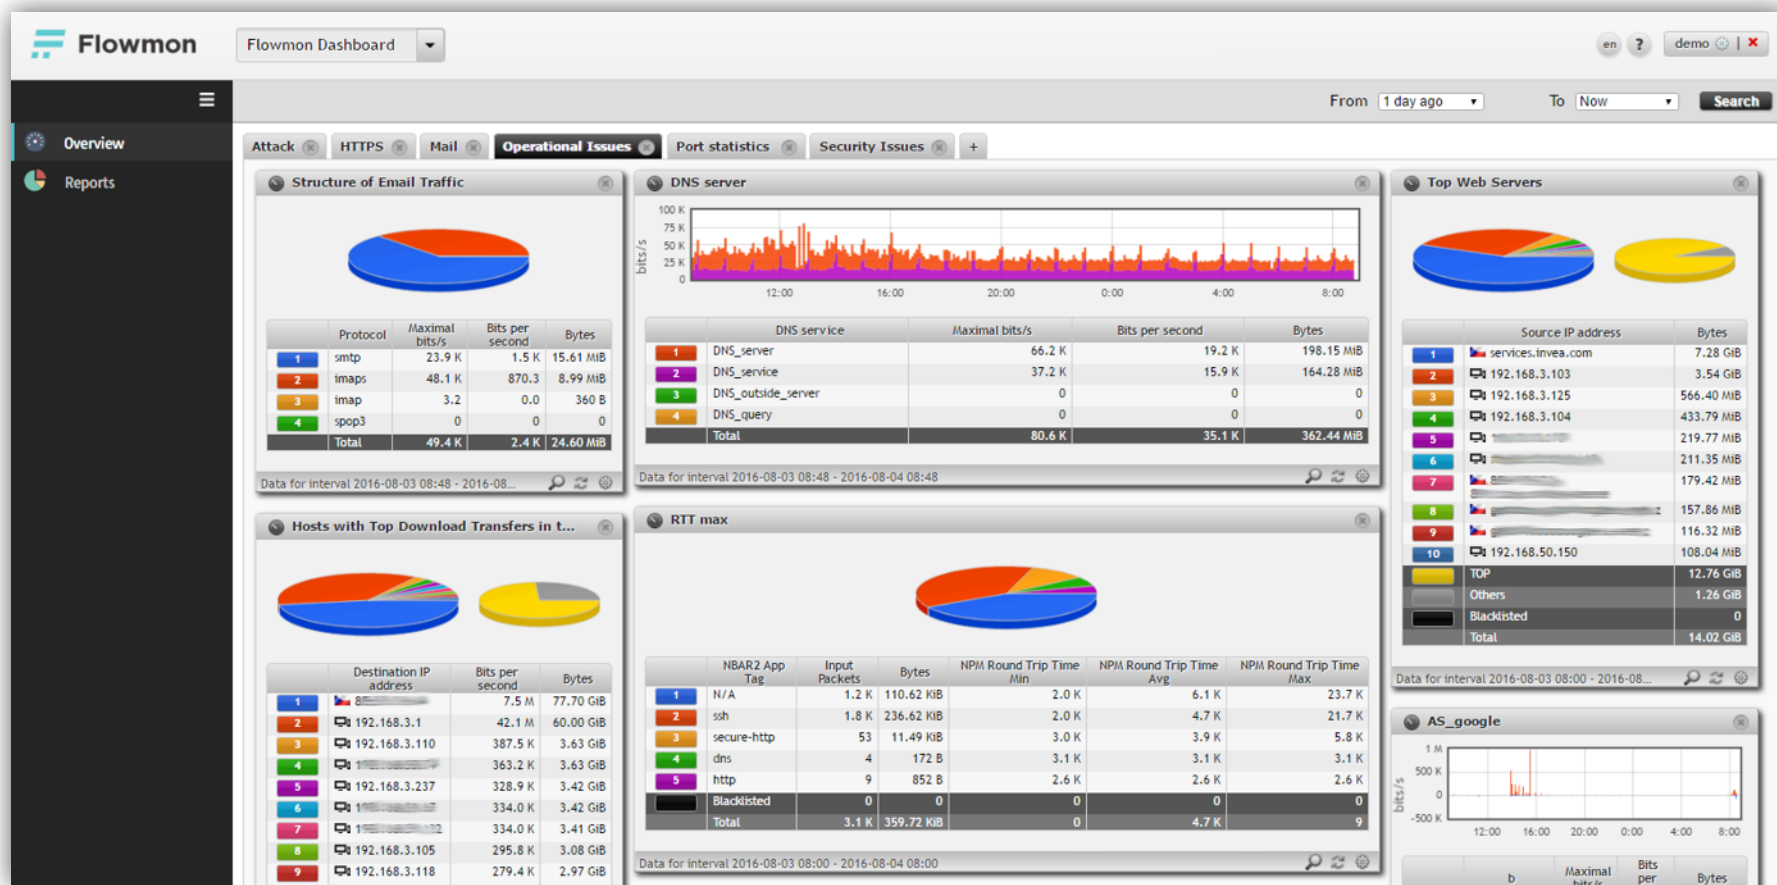 Flowmon
Flowmon Dashboard
en ? demo | ✖
From 1 day ago To Now Search
Overview
Reports
Attack HTTPS Mail Operational Issues Port statistics Security Issues +
Structure of Email Traffic
Protocol Maximal bits/s Bits per second Bytes
1 smtp 23.9 K 1.5 K 15.61 MiB
2 imaps 48.1 K 870.3 8.99 MiB
3 imap 3.2 0.0 360 B
4 spop3 0 0 0
Total 49.4 K 2.4 K 24.60 MiB
Data for interval 2016-08-03 08:48 - 2016-08...
Hosts with Top Download Transfers in t...
Destination IP address Bits per second Bytes
1 7.5 M 77.70 GiB
2 192.168.3.1 42.1 M 60.00 GiB
3 192.168.3.110 387.5 K 3.63 GiB
4 363.2 K 3.63 GiB
5 192.168.3.237 328.9 K 3.42 GiB
6 334.0 K 3.42 GiB
7 334.0 K 3.41 GiB
8 192.168.3.105 295.8 K 3.08 GiB
9 192.168.3.118 279.4 K 2.97 GiB
DNS server
bits/s
100 K
75 K
50 K
25 K
0
12:00 16:00 20:00 0:00 4:00 8:00
DNS service Maximal bits/s Bits per second Bytes
1 DNS_server 66.2 K 19.2 K 198.15 MiB
2 DNS_service 37.2 K 15.9 K 164.28 MiB
3 DNS_outside_server 0 0 0
4 DNS_query 0 0 0
Total 80.6 K 35.1 K 362.44 MiB
Data for interval 2016-08-03 08:48 - 2016-08-04 08:48
RTT max
NBAR2 App Tag Input Packets Bytes NPM Round Trip Time Min NPM Round Trip Time Avg NPM Round Trip Time Max
1 N/A 1.2 K 110.62 KiB 2.0 K 6.1 K 23.7 K
2 ssh 1.8 K 236.62 KiB 2.0 K 4.7 K 21.7 K
3 secure-http 53 11.49 KiB 3.0 K 3.9 K 5.8 K
4 dns 4 172 B 3.1 K 3.1 K 3.1 K
5 http 9 852 B 2.6 K 2.6 K 2.6 K
Blacklisted 0 0 0 0 0
Total 3.1 K 359.72 KiB 0 4.7 K 9
Data for interval 2016-08-03 08:00 - 2016-08-04 08:00
Top Web Servers
Source IP address Bytes
1 services.invea.com 7.28 GiB
2 192.168.3.103 3.54 GiB
3 192.168.3.125 566.40 MiB
4 192.168.3.104 433.79 MiB
5 219.77 MiB
6 211.35 MiB
7 179.42 MiB
8 157.86 MiB
9 116.32 MiB
10 192.168.50.150 108.04 MiB
TOP 12.76 GiB
Others 1.26 GiB
Blacklisted 0
Total 14.02 GiB
Data for interval 2016-08-03 08:00 - 2016-08...
AS_google
bits/s
1 M
500 K
0
-500 K
12:00 16:00 20:00 0:00 4:00 8:00
b Maximal bits/s Bits per Bytes